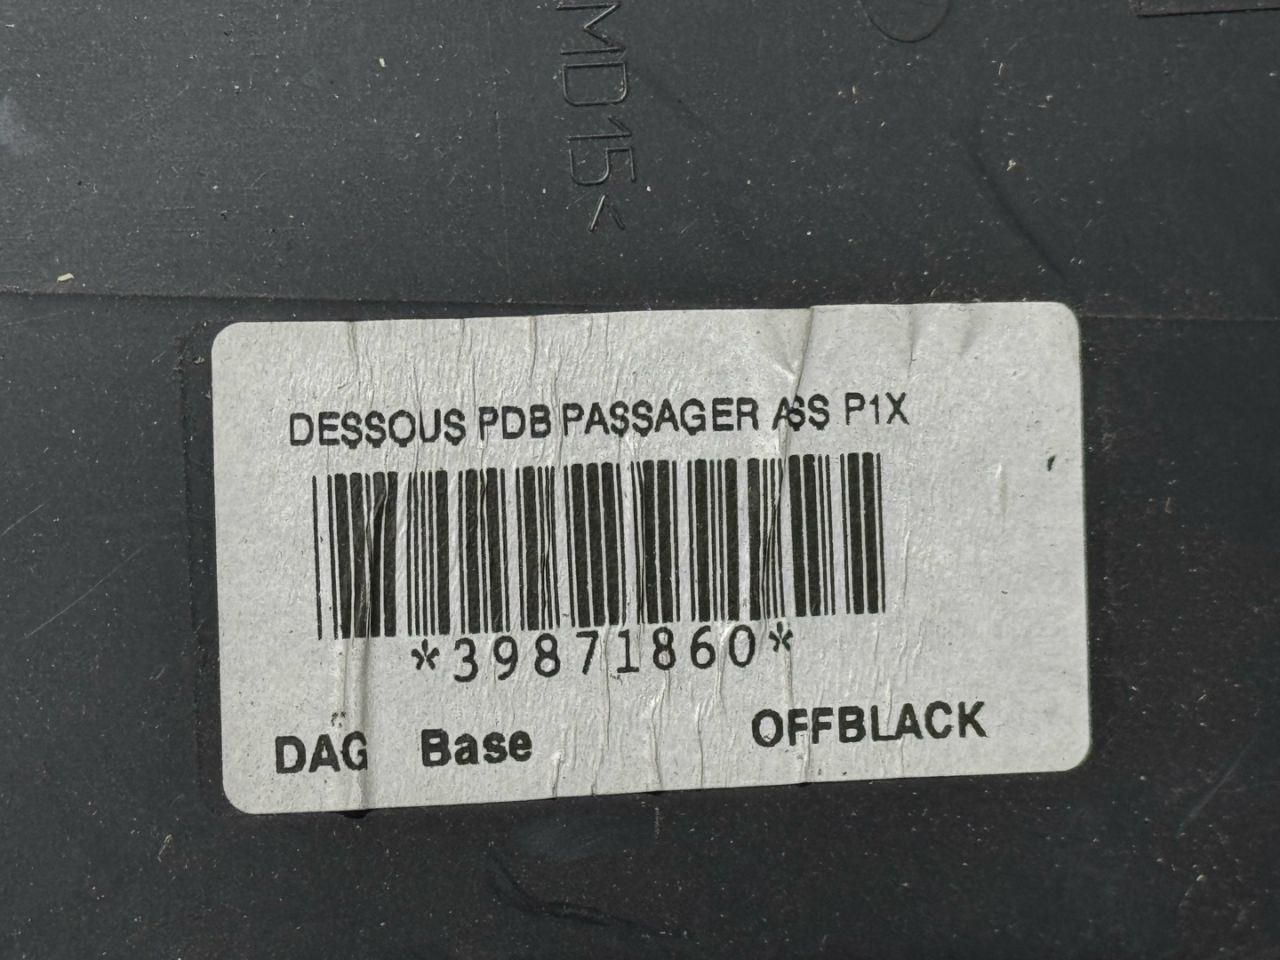 MD15<
DESSOUS PDB PASSAGER ASS P1X
*39871860*
DAG Base OFFBLACK